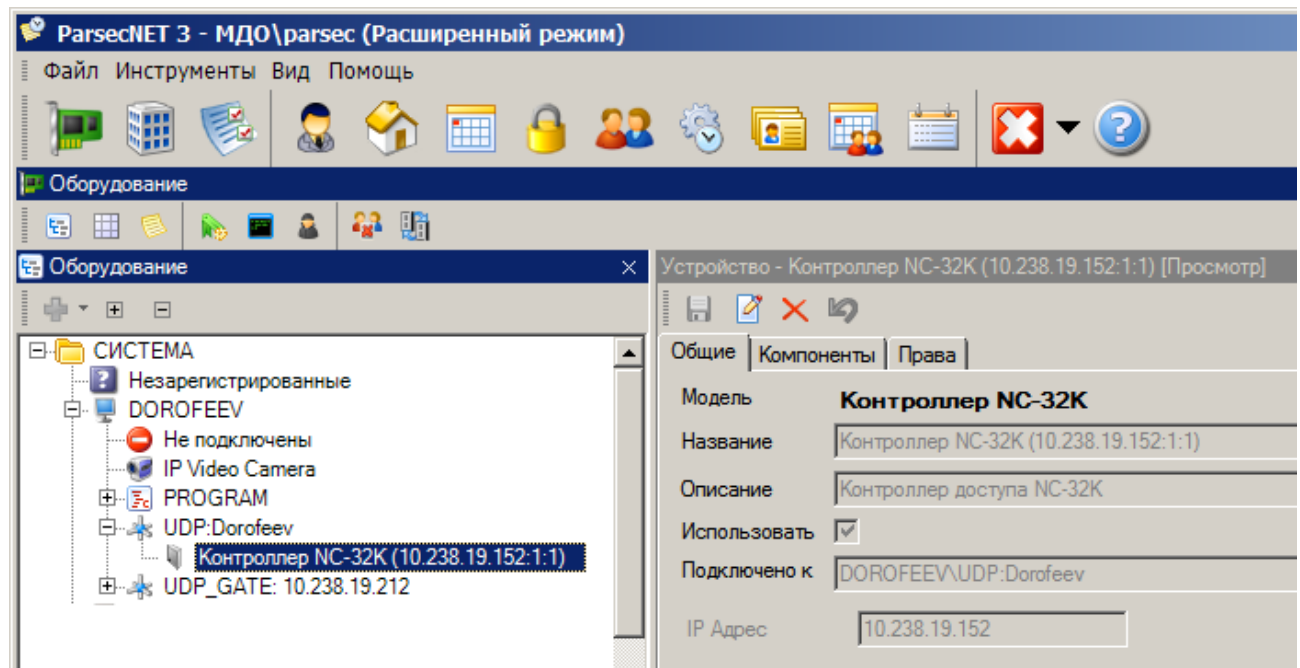 ParsecNET 3 - МДО\parsec (Расширенный режим)
Файл Инструменты Вид Помощь
Оборудование
Оборудование
Устройство - Контроллер NC-32K (10.238.19.152:1:1) [Просмотр]
СИСТЕМА
Незарегистрированные
DOROFEEV
Не подключены
IP Video Camera
PROGRAM
UDP:Dorofeev
Контроллер NC-32K (10.238.19.152:1:1)
UDP_GATE: 10.238.19.212
Общие Компоненты Права
Модель Контроллер NC-32K
Название Контроллер NC-32K (10.238.19.152:1:1)
Описание Контроллер доступа NC-32K
Использовать
Подключено к DOROFEEV\UDP:Dorofeev
IP Адрес 10.238.19.152